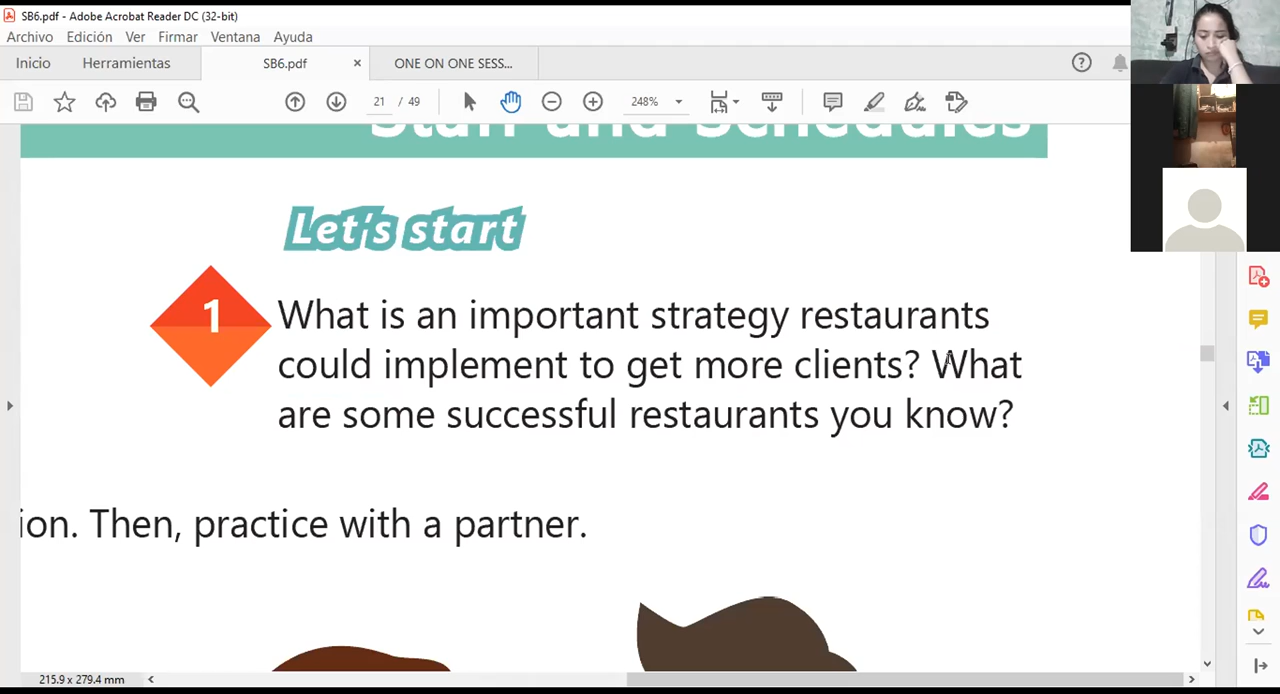 SB6.pdf - Adobe Acrobat Reader DC (32-bit)
Archivo Edición Ver Firmar Ventana Ayuda
Inicio Herramientas SB6.pdf × ONE ON ONE SESS...
21 / 49 248%
Staff and Schedules
Let's start
1 What is an important strategy restaurants
could implement to get more clients? What
are some successful restaurants you know?
ion. Then, practice with a partner.
215.9 x 279.4 mm